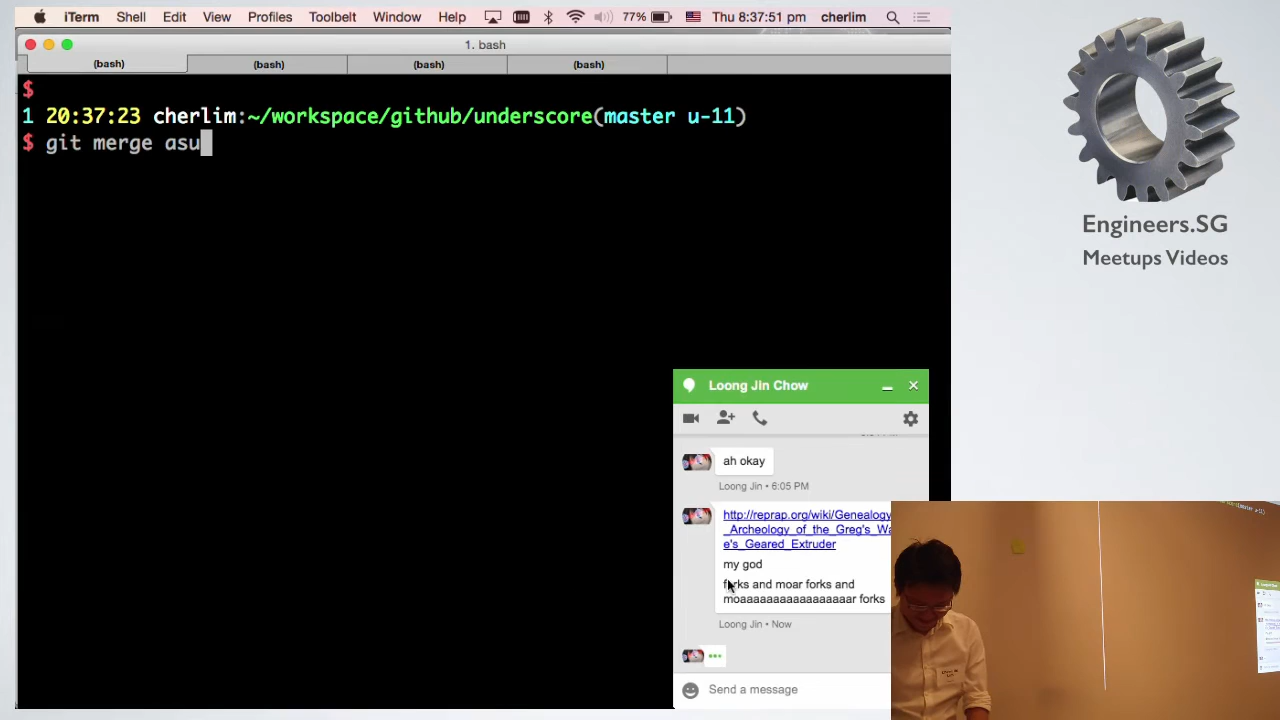 iTerm Shell Edit View Profiles Toolbelt Window Help 77% Thu 8:37:51 pm cherlim
1. bash
(bash) (bash) (bash) (bash)
$
1 20:37:23 cherlim:~/workspace/github/underscore(master u-11)
$ git merge asu
Engineers.SG
Meetups Videos
Loong Jin Chow
ah okay
Loong Jin • 6:05 PM
http://reprap.org/wiki/Genealogy
_Archeology_of_the_Greg's_Wa
e's_Geared_Extruder
my god
forks and moar forks and
moaaaaaaaaaaaaaaaaar forks
Loong Jin • Now
Send a message